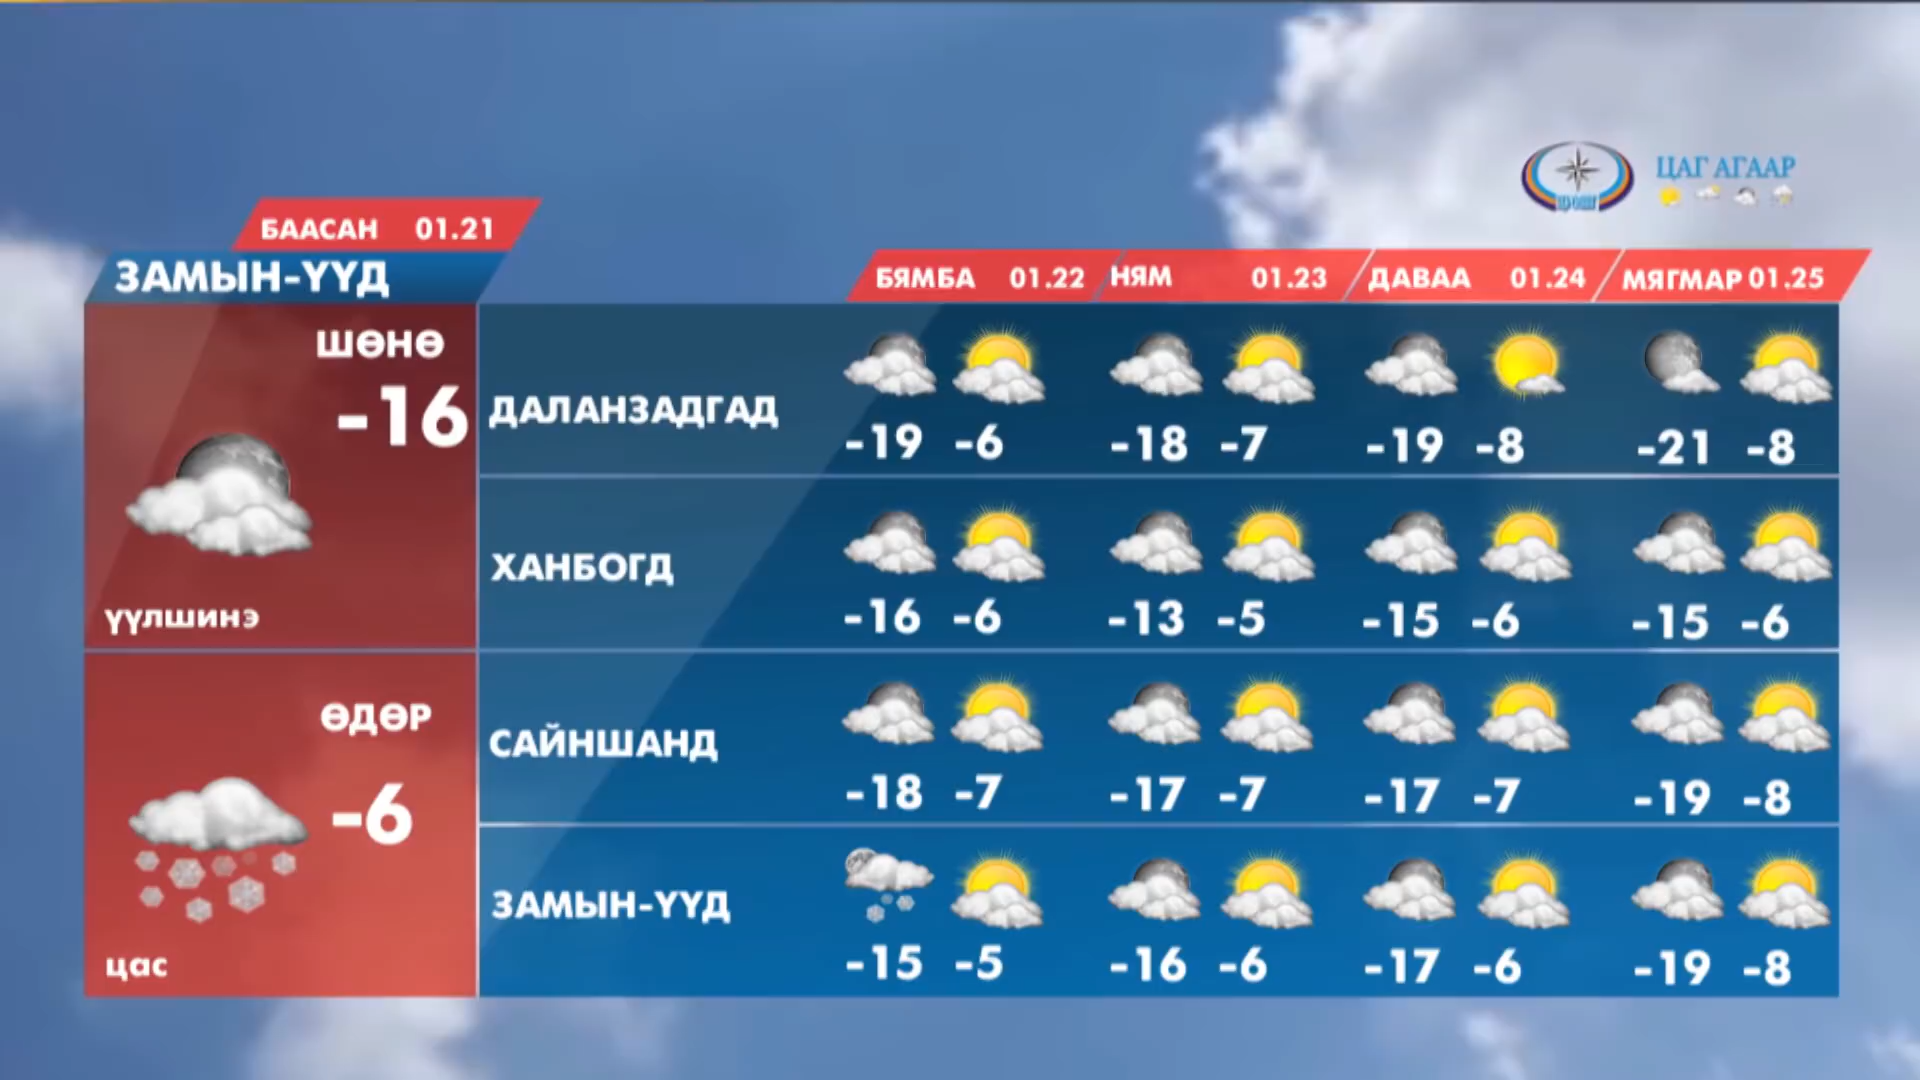 ЦАГ АГААР
БААСАН 01.21
ЗАМЫН-ҮҮД
БЯМБА 01.22 НЯМ 01.23 ДАВАА 01.24 МЯГМАР 01.25
ШӨНӨ
-16
үүлшинэ
ӨДӨР
-6
цас
ДАЛАНЗАДГАД
-19 -6 -18 -7 -19 -8 -21 -8
ХАНБОГД
-16 -6 -13 -5 -15 -6 -15 -6
САЙНШАНД
-18 -7 -17 -7 -17 -7 -19 -8
ЗАМЫН-ҮҮД
-15 -5 -16 -6 -17 -6 -19 -8